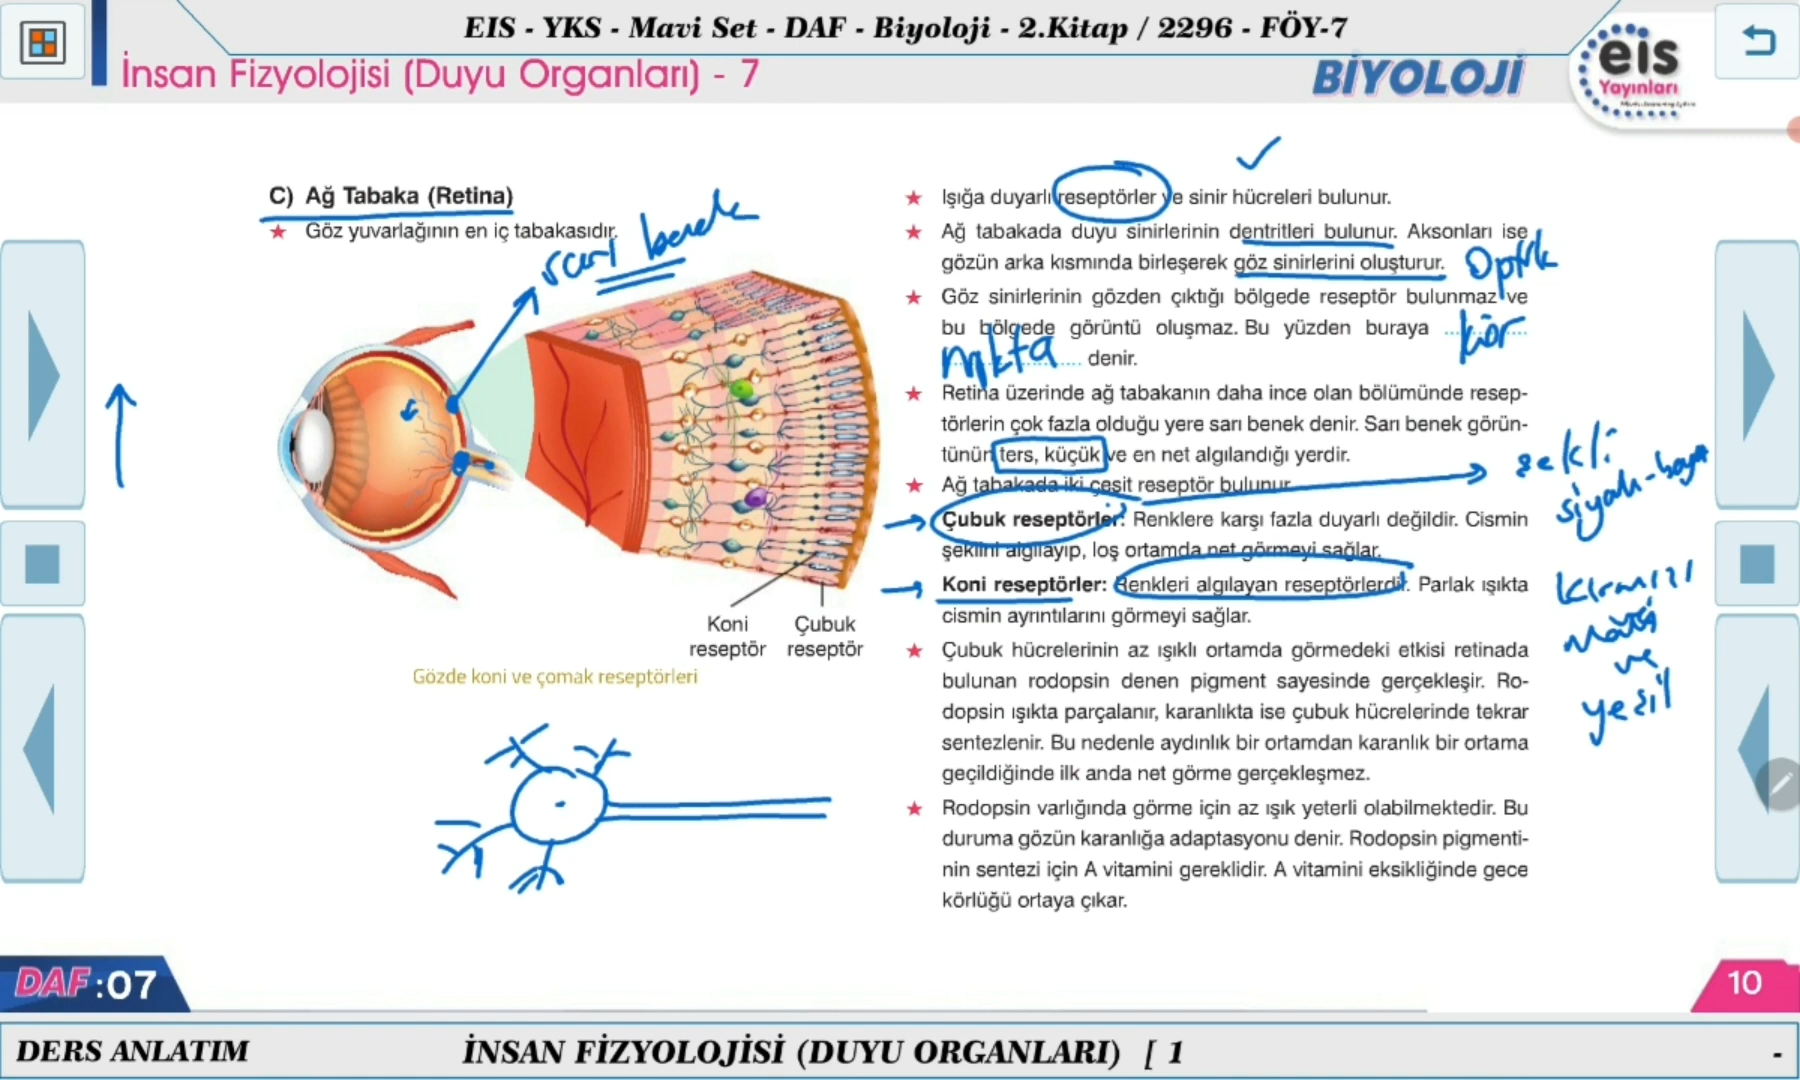 EIS - YKS - Mavi Set - DAF - Biyoloji - 2.Kitap / 2296 - FÖY-7
İnsan Fizyolojisi (Duyu Organları) - 7
BİYOLOJİ
eis
Yayınları
C) Ağ Tabaka (Retina)
★ Göz yuvarlağının en iç tabakasıdır.
sarı benek
Koni reseptör
Çubuk reseptör
Gözde koni ve çomak reseptörleri
★ Işığa duyarlı reseptörler ve sinir hücreleri bulunur.
★ Ağ tabakada duyu sinirlerinin dentritleri bulunur. Aksonları ise
gözün arka kısmında birleşerek göz sinirlerini oluşturur. Optik
★ Göz sinirlerinin gözden çıktığı bölgede reseptör bulunmaz ve
bu bölgede görüntü oluşmaz. Bu yüzden buraya kör
nokta denir.
★ Retina üzerinde ağ tabakanın daha ince olan bölümünde resep-
törlerin çok fazla olduğu yere sarı benek denir. Sarı benek görün-
tünün ters, küçük ve en net algılandığı yerdir.
★ Ağ tabakada iki çeşit reseptör bulunur.
Çubuk reseptörler: Renklere karşı fazla duyarlı değildir. Cismin
şeklini algılayıp, loş ortamda net görmeyi sağlar.
Koni reseptörler: Renkleri algılayan reseptörlerdir. Parlak ışıkta
cismin ayrıntılarını görmeyi sağlar.
şekli
siyah-beyaz
kırmızı
mavi
ve
yeşil
★ Çubuk hücrelerinin az ışıklı ortamda görmedeki etkisi retinada
bulunan rodopsin denen pigment sayesinde gerçekleşir. Ro-
dopsin ışıkta parçalanır, karanlıkta ise çubuk hücrelerinde tekrar
sentezlenir. Bu nedenle aydınlık bir ortamdan karanlık bir ortama
geçildiğinde ilk anda net görme gerçekleşmez.
★ Rodopsin varlığında görme için az ışık yeterli olabilmektedir. Bu
duruma gözün karanlığa adaptasyonu denir. Rodopsin pigmenti-
nin sentezi için A vitamini gereklidir. A vitamini eksikliğinde gece
körlüğü ortaya çıkar.
DAF :07
10
DERS ANLATIM
İNSAN FİZYOLOJİSİ (DUYU ORGANLARI) [ 1
-